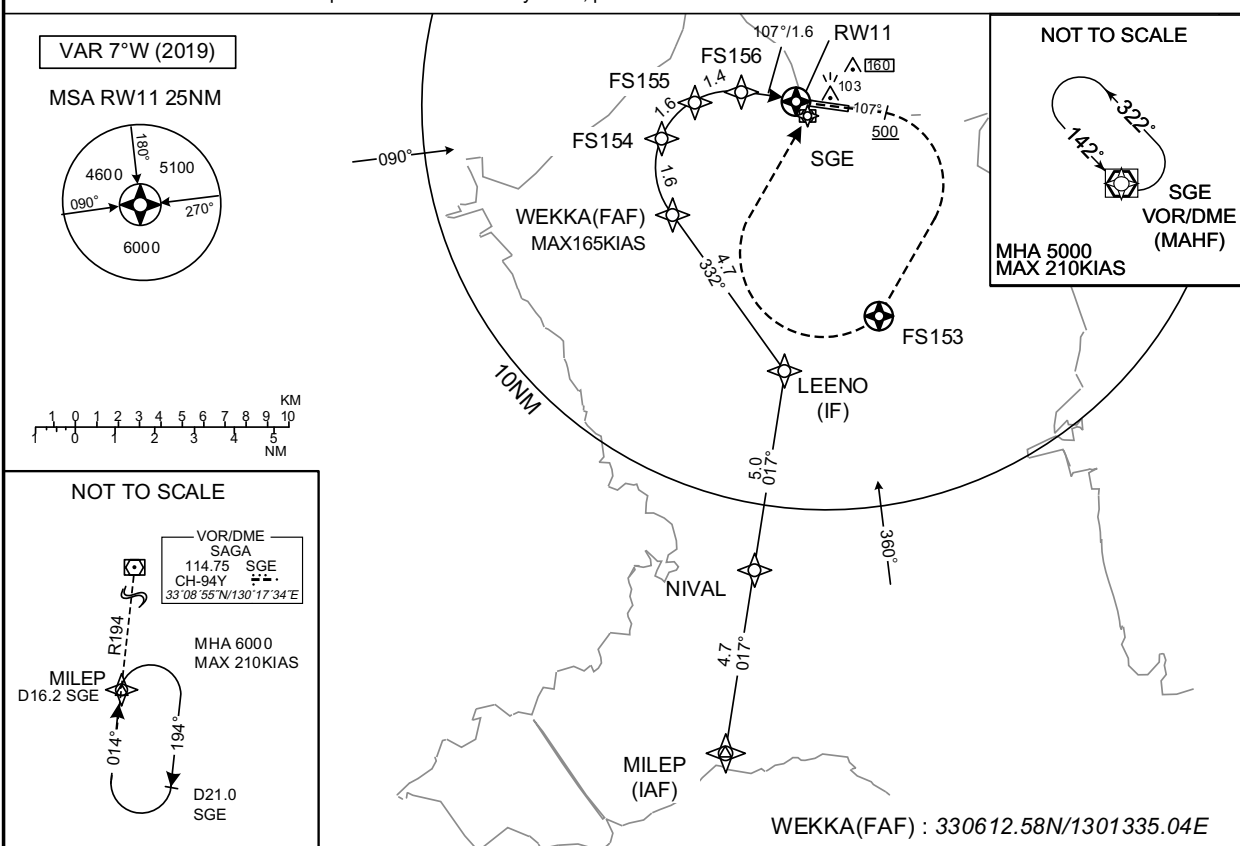 VAR 7°W (2019)
MSA RW11 25NM
180°
4600
5100
090°
270°
6000
107°/1.6
RW11
FS156
FS155
1.4
1.6
FS154
1.6
160
103
107°
500
SGE
090°
WEKKA(FAF)
MAX165KIAS
4.7
332°
FS153
LEENO
(IF)
10NM
5.0
017°
360°
NIVAL
4.7
017°
MILEP
(IAF)
NOT TO SCALE
322°
142°
SGE
VOR/DME
(MAHF)
MHA 5000
MAX 210KIAS
KM
1 0 1 2 3 4 5 6 7 8 9 10
1 0 1 2 3 4 5
NM
NOT TO SCALE
VOR/DME
SAGA
114.75 SGE
CH-94Y
33°08'55"N/130°17'34"E
R194
MHA 6000
MAX 210KIAS
MILEP
D16.2 SGE
014°
194°
D21.0
SGE
WEKKA(FAF) : 330612.58N/1301335.04E